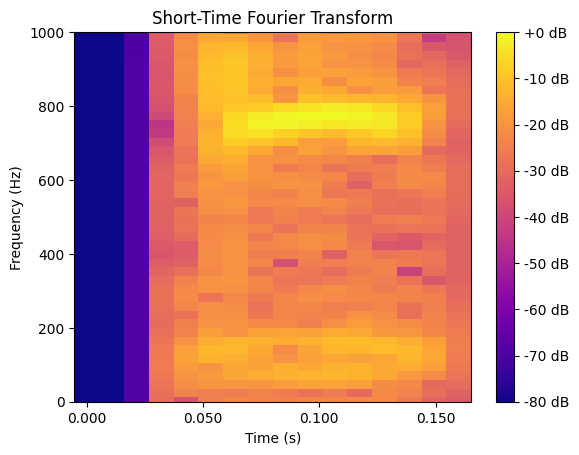 Short-Time Fourier Transform
1000
800
600
400
200
0
Frequency (Hz)
0.000
0.050
0.100
0.150
Time (s)
+0 dB
-10 dB
-20 dB
-30 dB
-40 dB
-50 dB
-60 dB
-70 dB
-80 dB